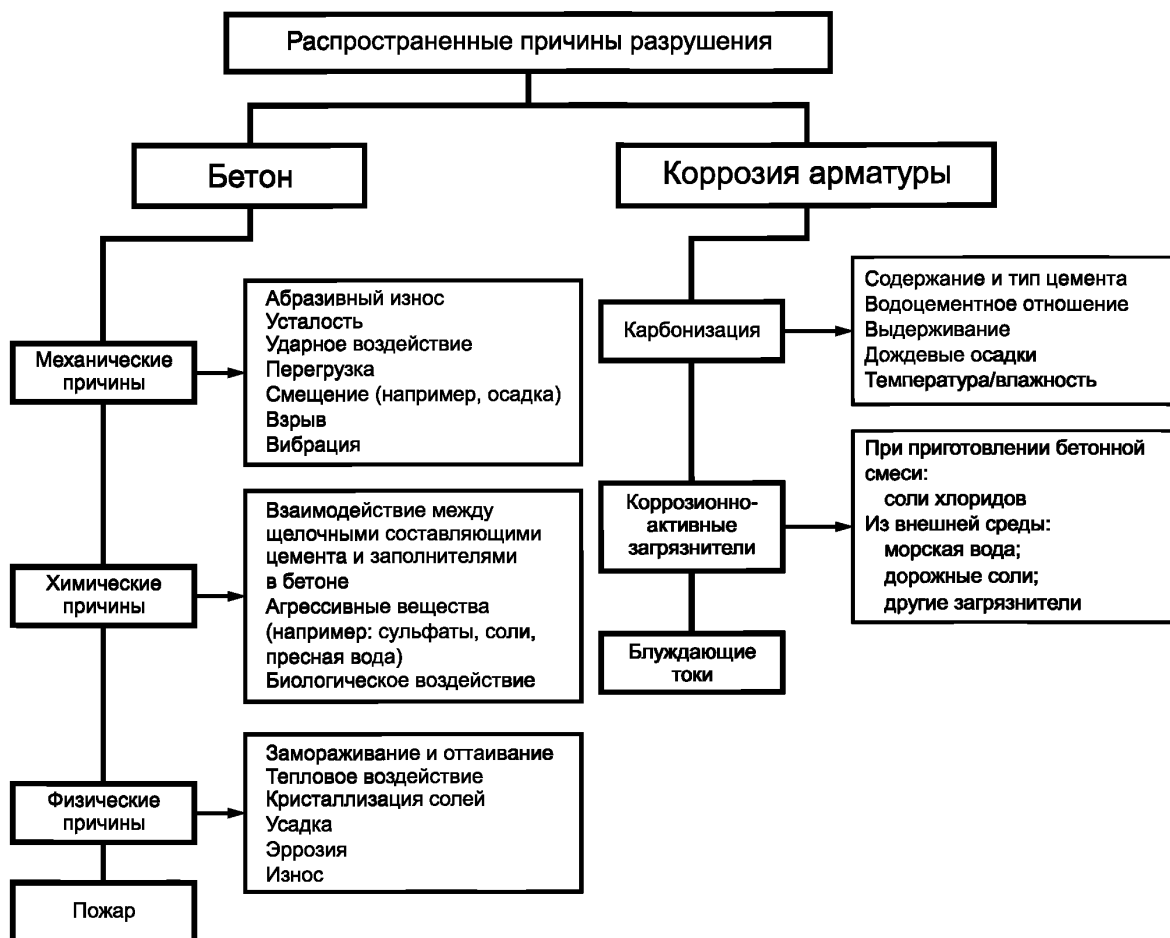 Распространенные причины разрушения
Бетон
Механические
причины
Абразивный износ
Усталость
Ударное воздействие
Перегрузка
Смещение (например, осадка)
Взрыв
Вибрация
Химические
причины
Взаимодействие между
щелочными составляющими
цемента и заполнителями
в бетоне
Агрессивные вещества
(например: сульфаты, соли,
пресная вода)
Биологическое воздействие
Физические
причины
Замораживание и оттаивание
Тепловое воздействие
Кристаллизация солей
Усадка
Эррозия
Износ
Пожар
Коррозия арматуры
Карбонизация
Содержание и тип цемента
Водоцементное отношение
Выдерживание
Дождевые осадки
Температура/влажность
Коррозионно-
активные
загрязнители
При приготовлении бетонной
смеси:
соли хлоридов
Из внешней среды:
морская вода;
дорожные соли;
другие загрязнители
Блуждающие
токи